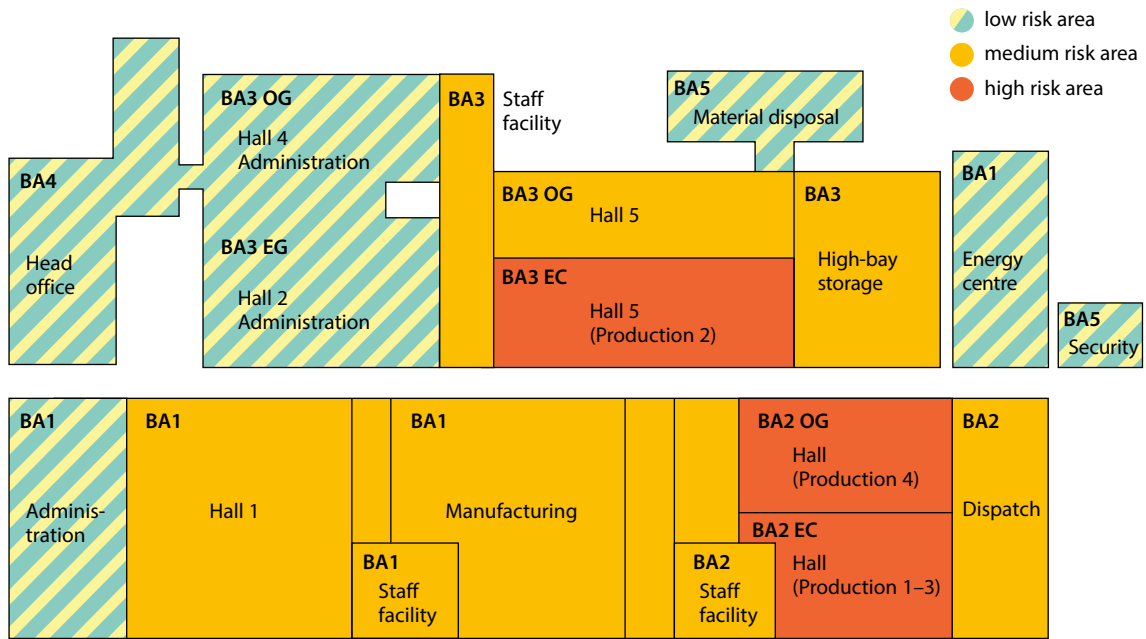 low risk area
medium risk area
high risk area
BA3 OG
Hall 4
Administration
BA3
Staff
facility
BA5
Material disposal
BA4
Head
office
BA3 EG
Hall 2
Administration
BA3 OG
Hall 5
BA3 EC
Hall 5
(Production 2)
BA3
High-bay
storage
BA1
Energy
centre
BA5
Security
BA1
Adminis-
tration
BA1
Hall 1
BA1
Manufacturing
BA1
Staff
facility
BA2
Staff
facility
BA2 OG
Hall
(Production 4)
BA2 EC
Hall
(Production 1–3)
BA2
Dispatch